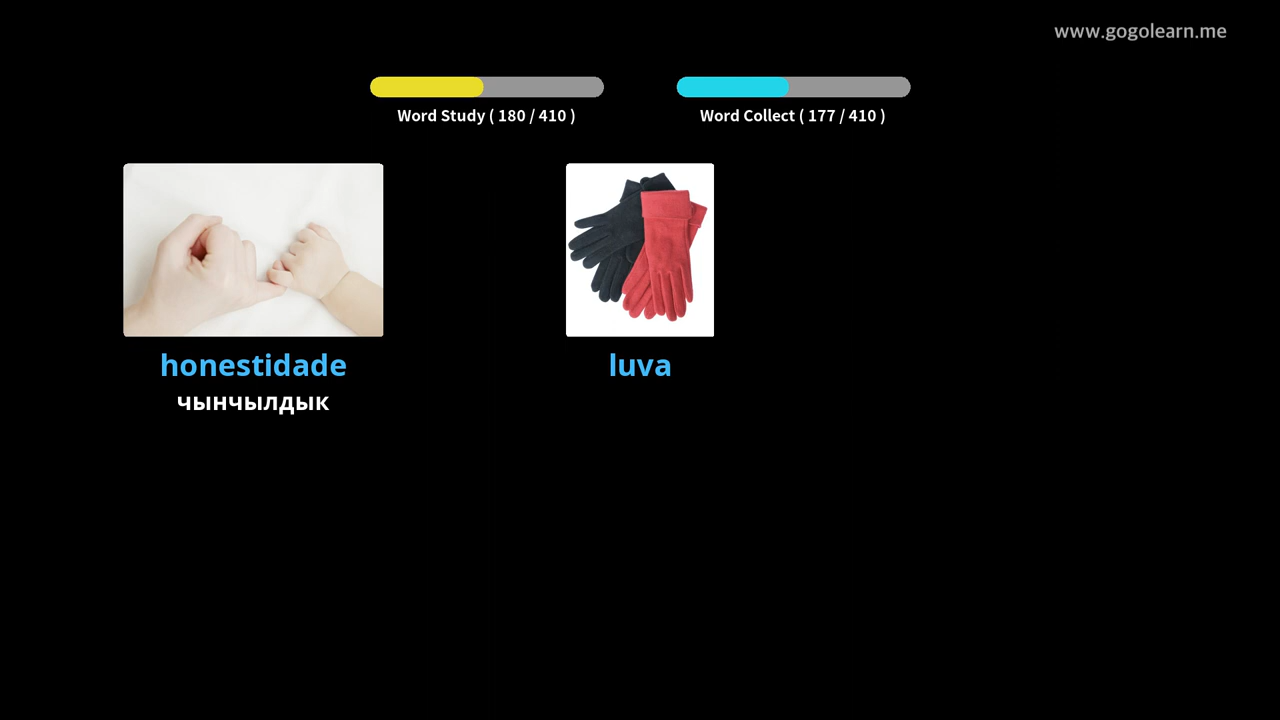 www.gogolearn.me
Word Study ( 180 / 410 )
Word Collect ( 177 / 410 )
honestidade
luva
чынчылдык